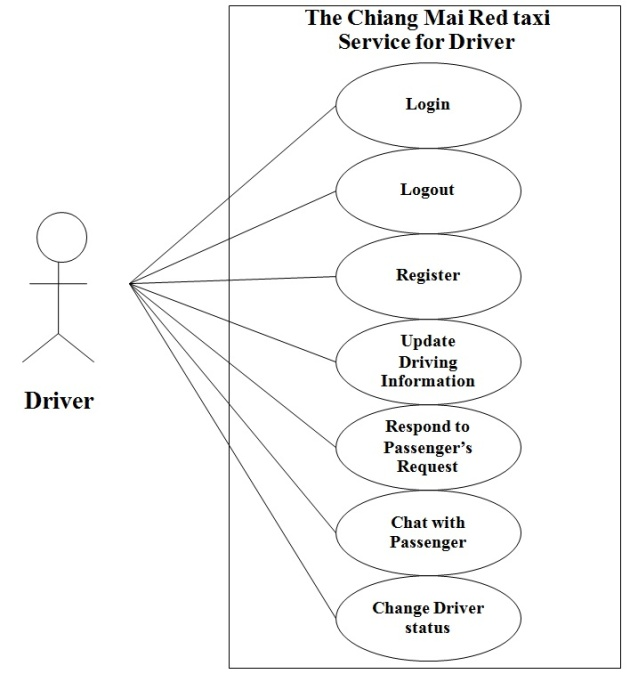 The Chiang Mai Red taxi
Service for Driver
Login
Logout
Register
Update
Driving
Information
Respond to
Passenger's
Request
Chat with
Passenger
Change Driver
status
Driver